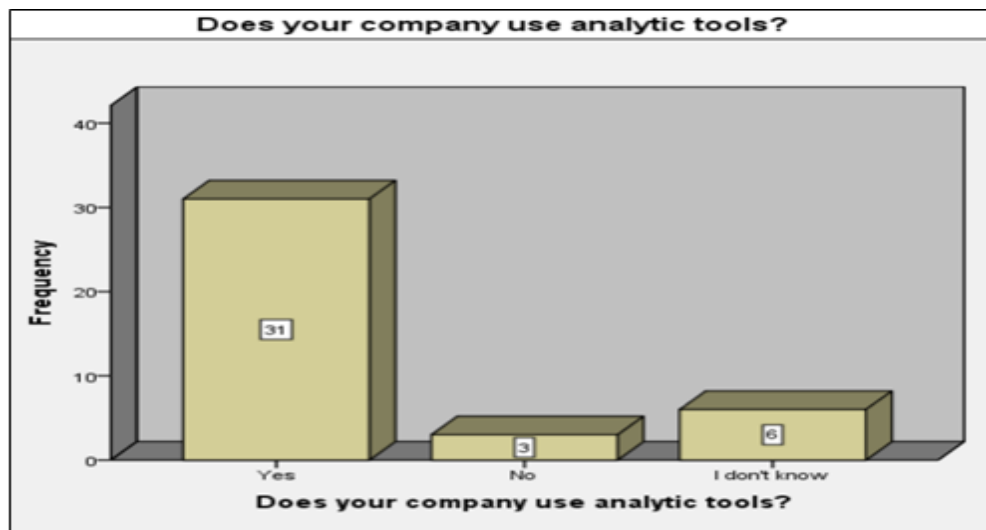 Does your company use analytic tools?
40
30
20
10
0
Frequency
31
3
6
Yes No I don't know
Does your company use analytic tools?